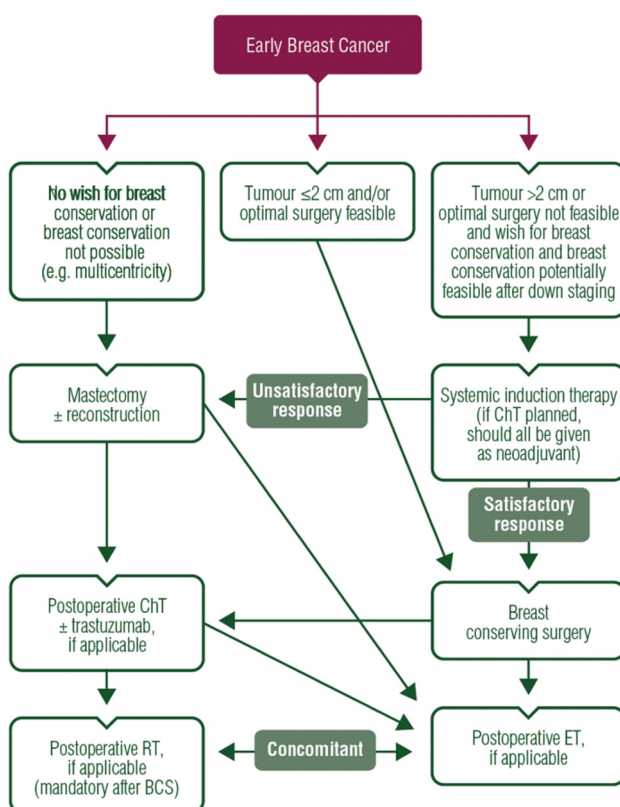 Early Breast Cancer
No wish for breast
conservation or
breast conservation
not possible
(e.g. multicentricity)
Tumour ≤2 cm and/or
optimal surgery feasible
Tumour >2 cm or
optimal surgery not feasible
and wish for breast
conservation and breast
conservation potentially
feasible after down staging
Mastectomy
± reconstruction
Unsatisfactory
response
Systemic induction therapy
(if ChT planned,
should all be given
as neoadjuvant)
Satisfactory
response
Postoperative ChT
± trastuzumab,
if applicable
Breast
conserving surgery
Postoperative RT,
if applicable
(mandatory after BCS)
Concomitant
Postoperative ET,
if applicable